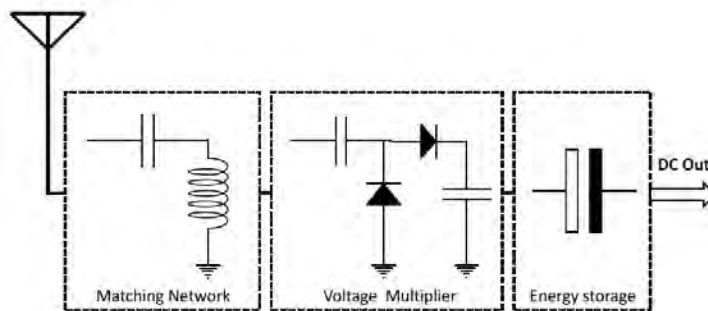 DC Out
Matching Network
Voltage Multiplier
Energy storage